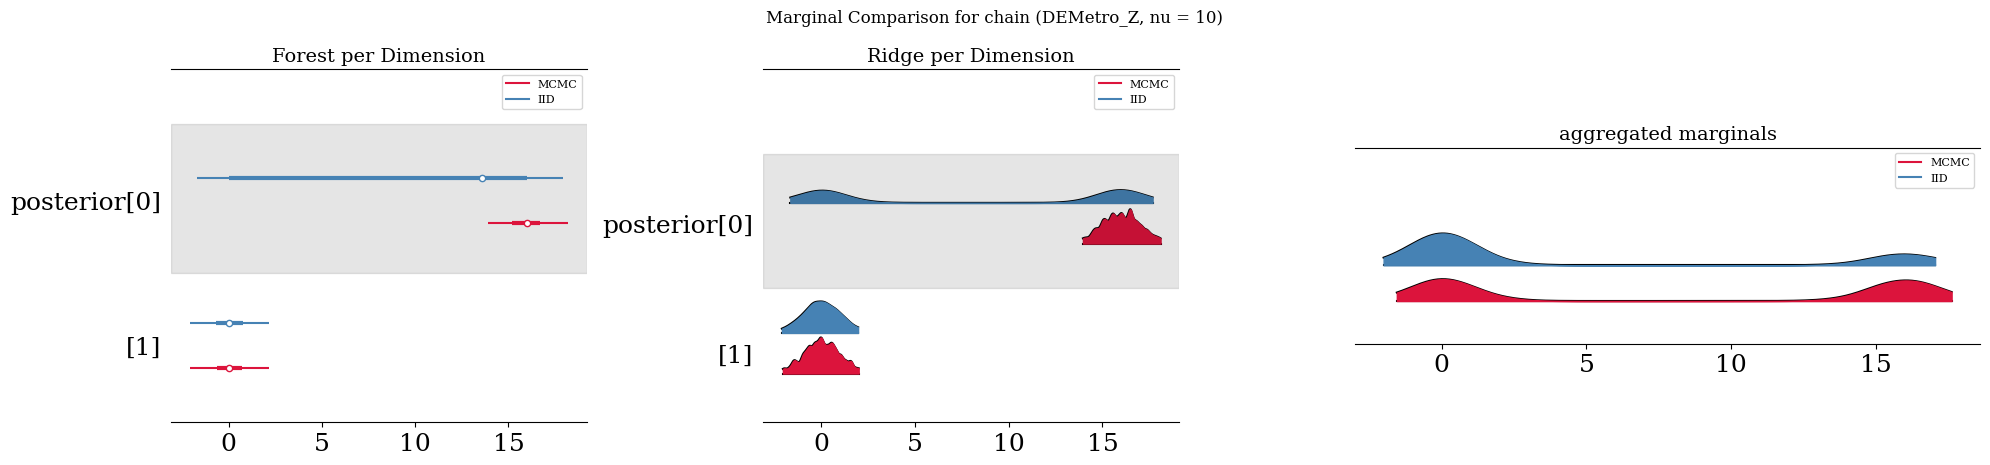 Marginal Comparison for chain (DEMetro_Z, nu = 10)
Forest per Dimension
MCMC
IID
posterior[0]
[1]
0 5 10 15
Ridge per Dimension
MCMC
IID
posterior[0]
[1]
0 5 10 15
aggregated marginals
MCMC
IID
0 5 10 15